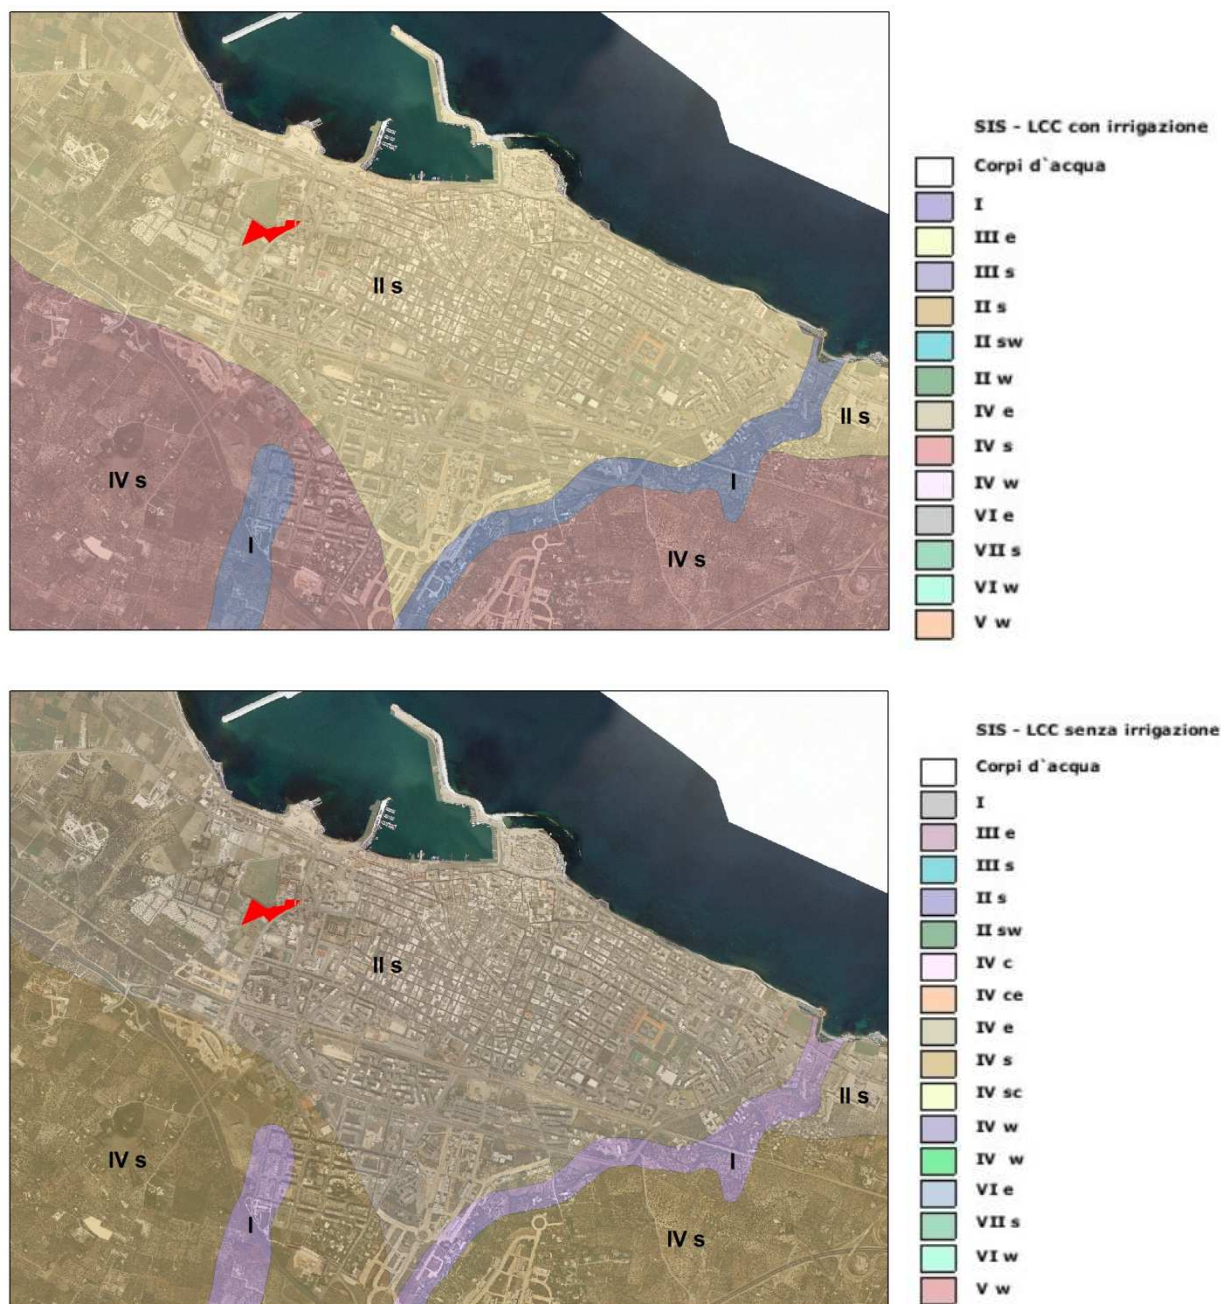 SIS - LCC con irrigazione
Corpi d`acqua
I
III e
III s
II s
II sw
II w
IV e
IV s
IV w
VI e
VII s
VI w
V w
II s
II s
IV s
I
I
IV s
SIS - LCC senza irrigazione
Corpi d`acqua
I
III e
III s
II s
II sw
IV c
IV ce
IV e
IV s
IV sc
IV w
IV  w
VI e
VII s
VI w
V w
II s
II s
IV s
I
I
IV s